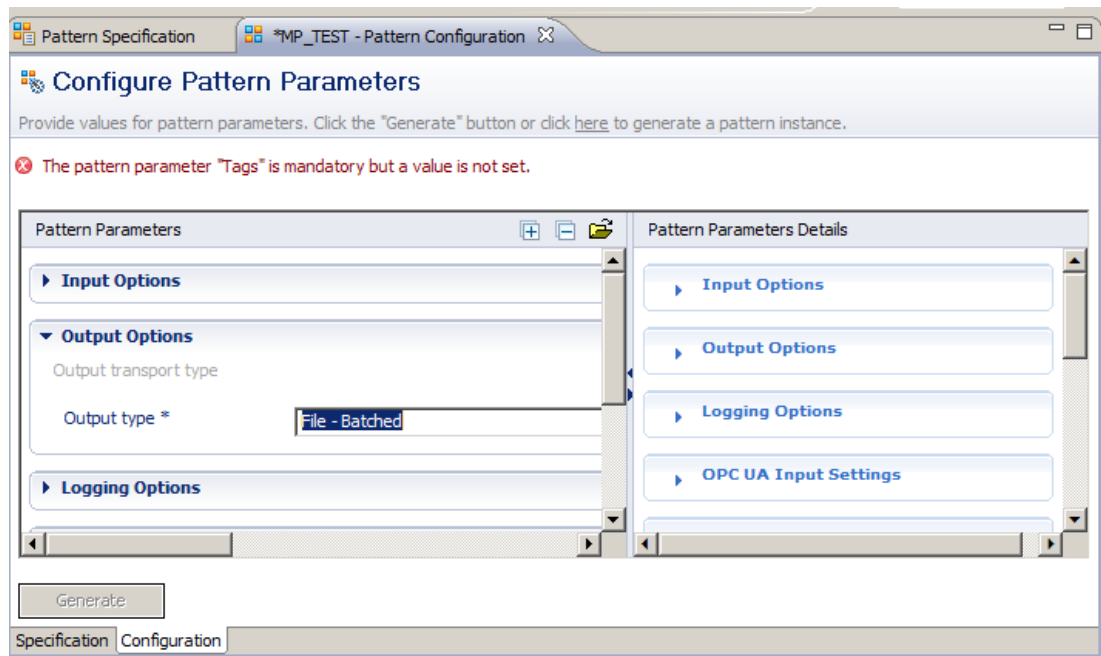 Pattern Specification
*MP_TEST - Pattern Configuration
Configure Pattern Parameters
Provide values for pattern parameters. Click the "Generate" button or click here to generate a pattern instance.
The pattern parameter "Tags" is mandatory but a value is not set.
Pattern Parameters
Input Options
Output Options
Output transport type
Output type *
File - Batched
Logging Options
Pattern Parameters Details
Input Options
Output Options
Logging Options
OPC UA Input Settings
Generate
Specification
Configuration